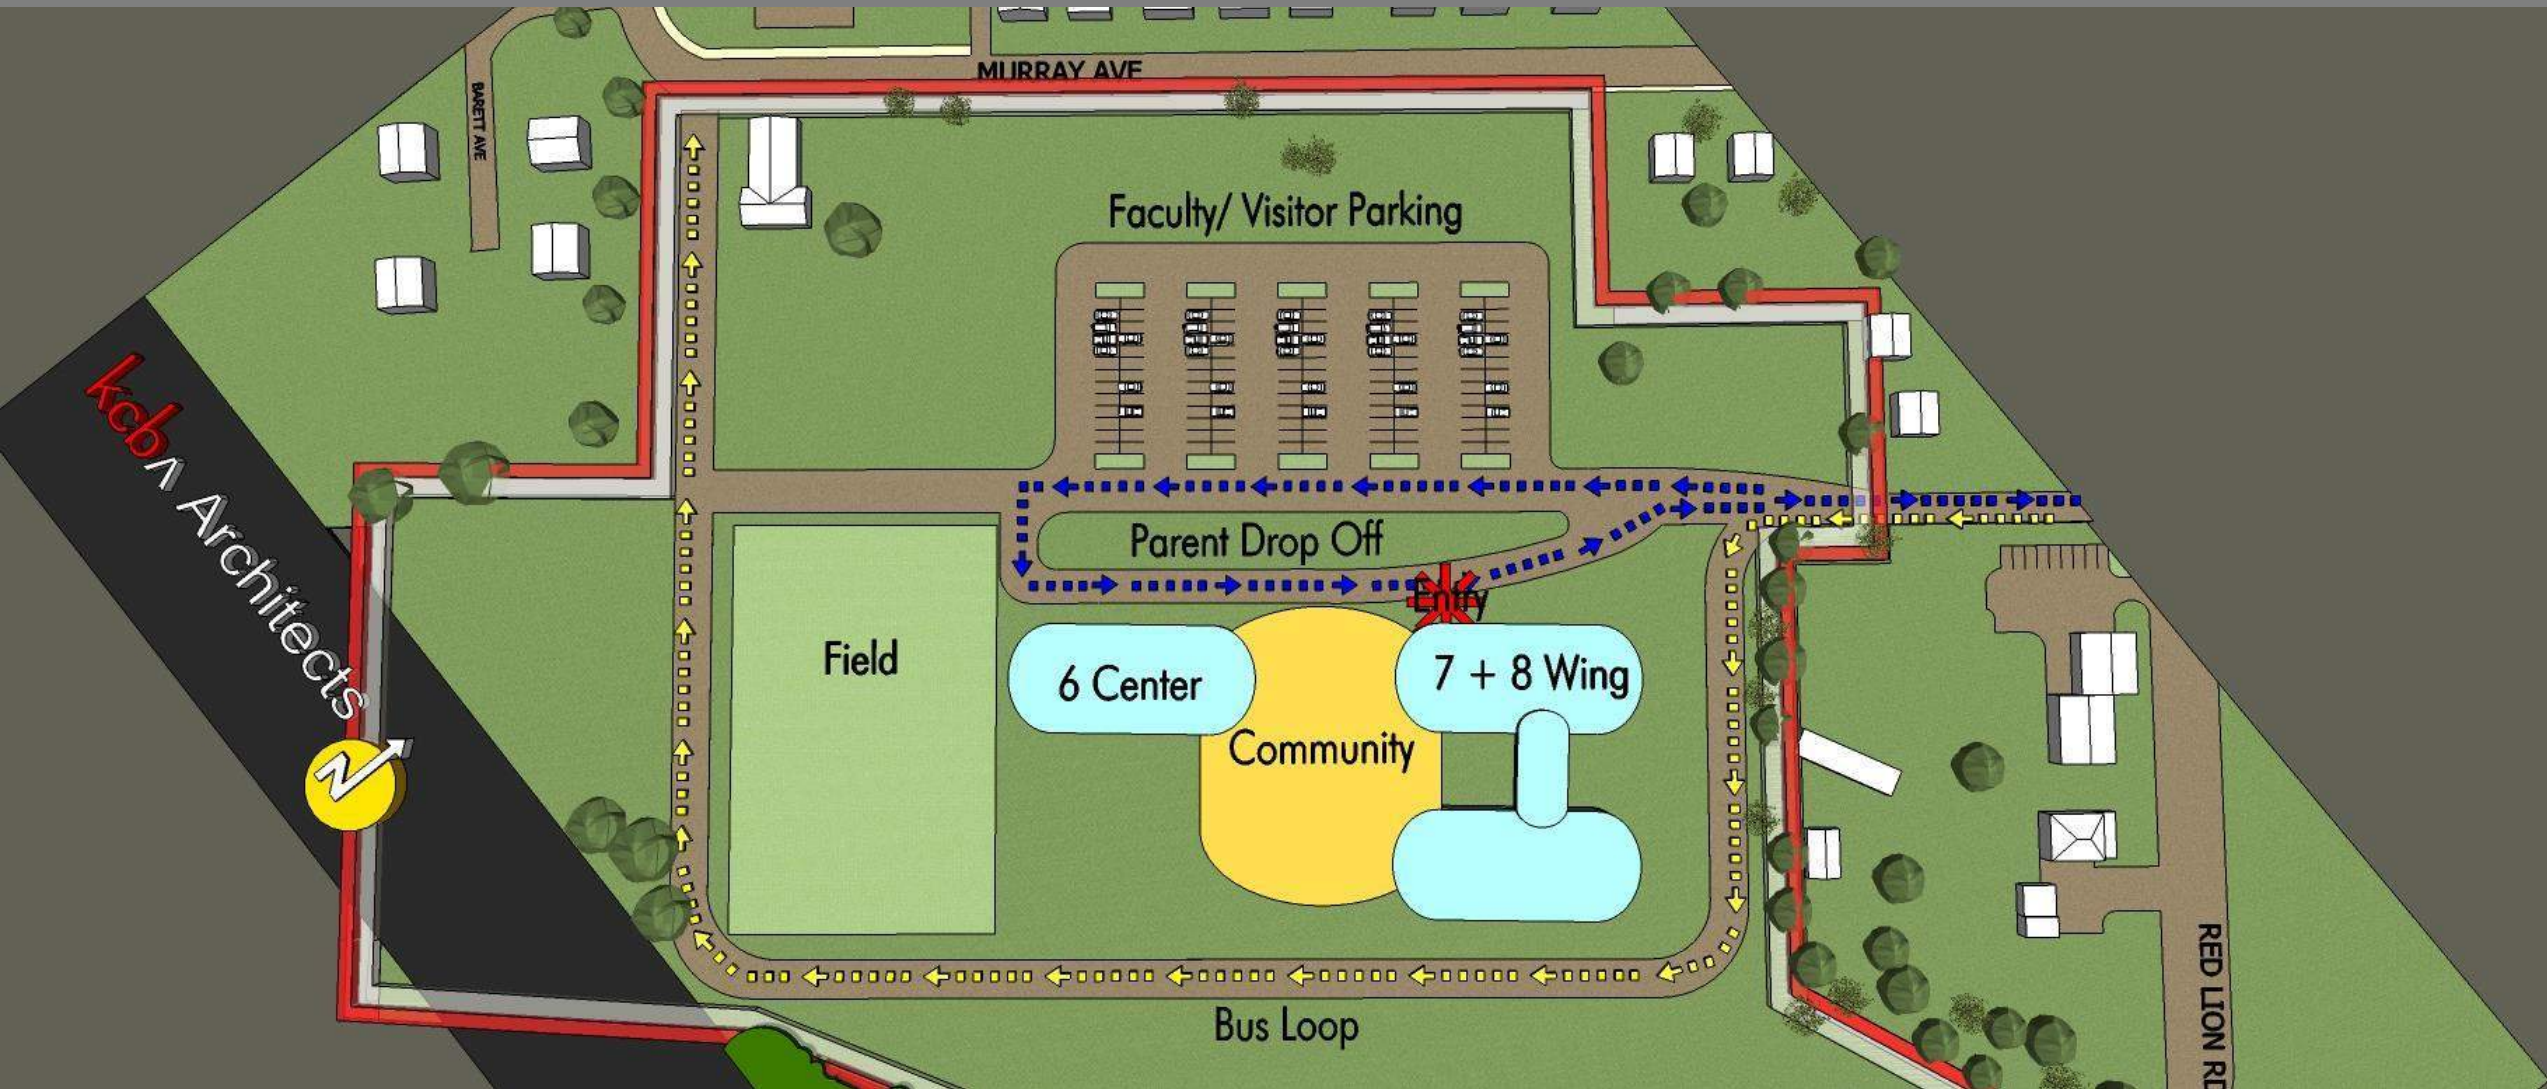 MURRAY AVE
BARETT AVE
Faculty/ Visitor Parking
kcba Architects
Parent Drop Off
Entry
Field
6 Center
7 + 8 Wing
Community
N
Bus Loop
RED LION RD